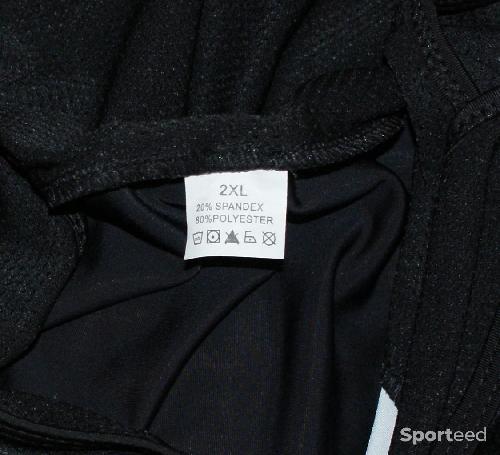 2XL
20% SPANDEX
80%POLYESTER
Sporteed